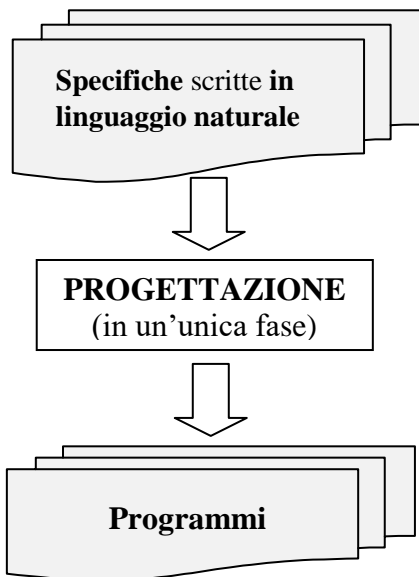 Specifiche scritte in
linguaggio naturale
PROGETTAZIONE
(in un'unica fase)
Programmi